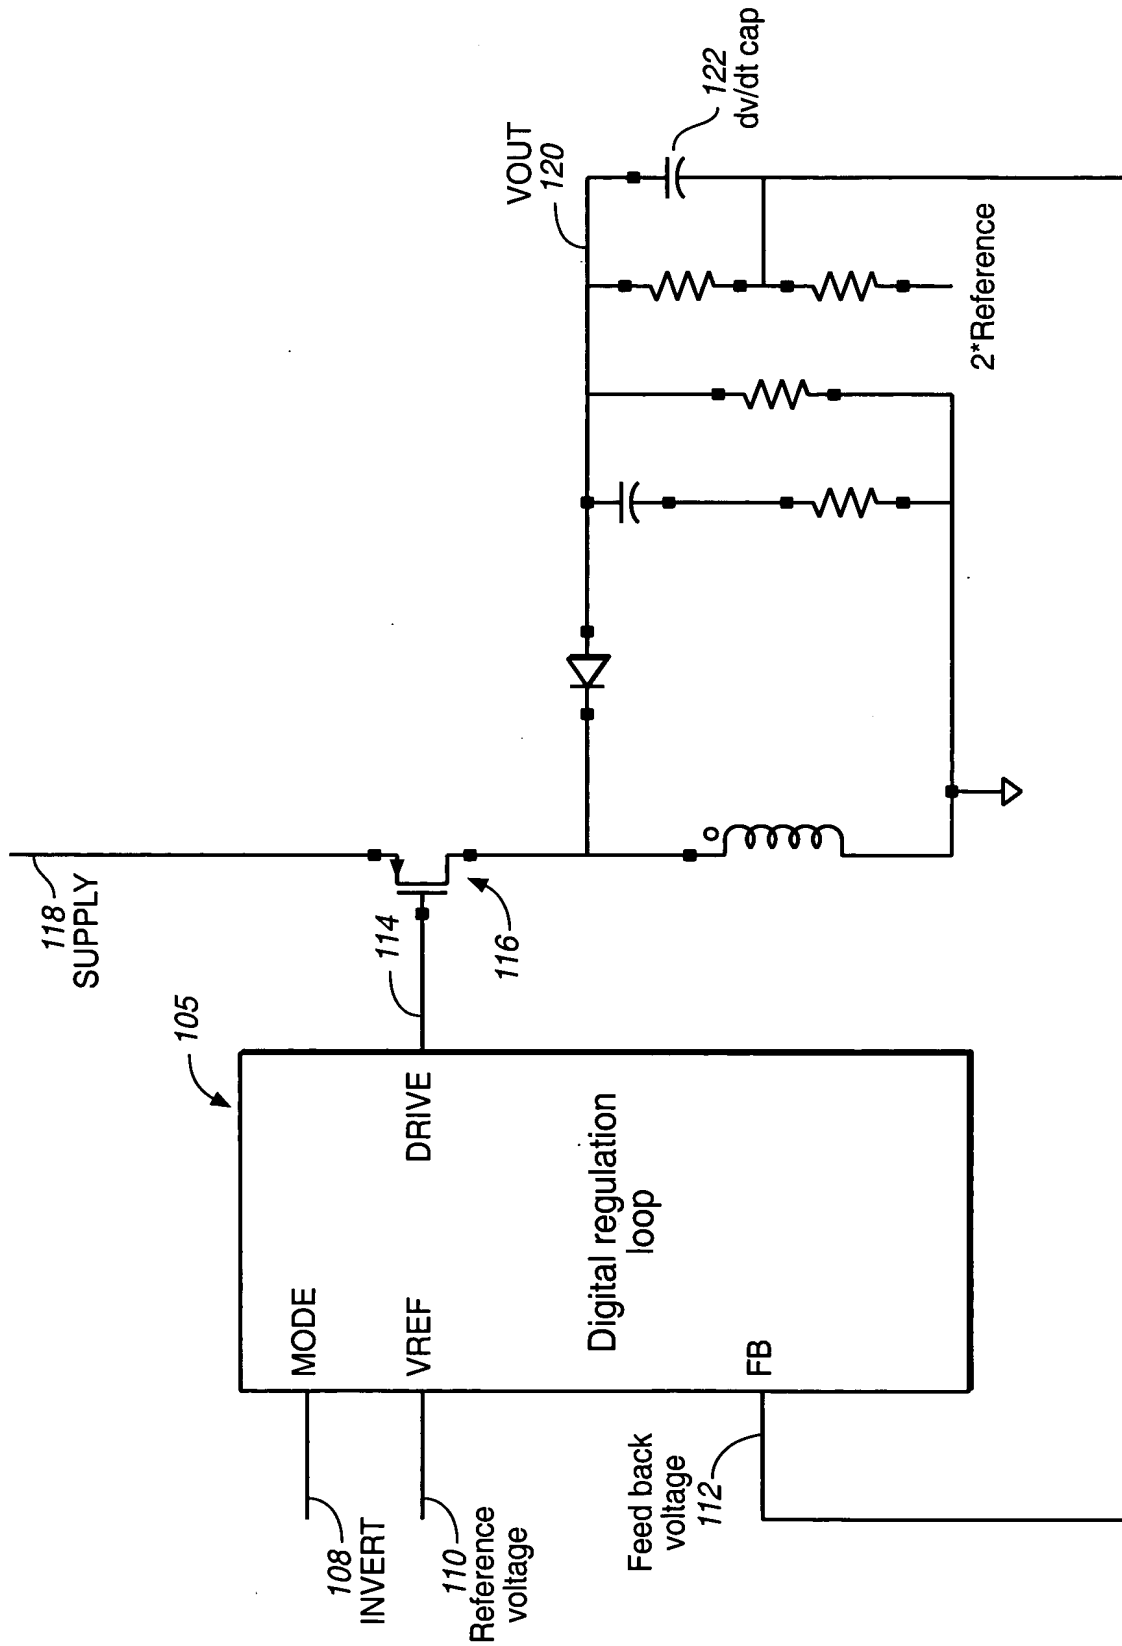 118
SUPPLY
105
108
INVERT
MODE
110
Reference
voltage
VREF
DRIVE
114
116
Digital regulation
loop
Feed back
voltage
112
FB
VOUT
120
122
dv/dt cap
2*Reference